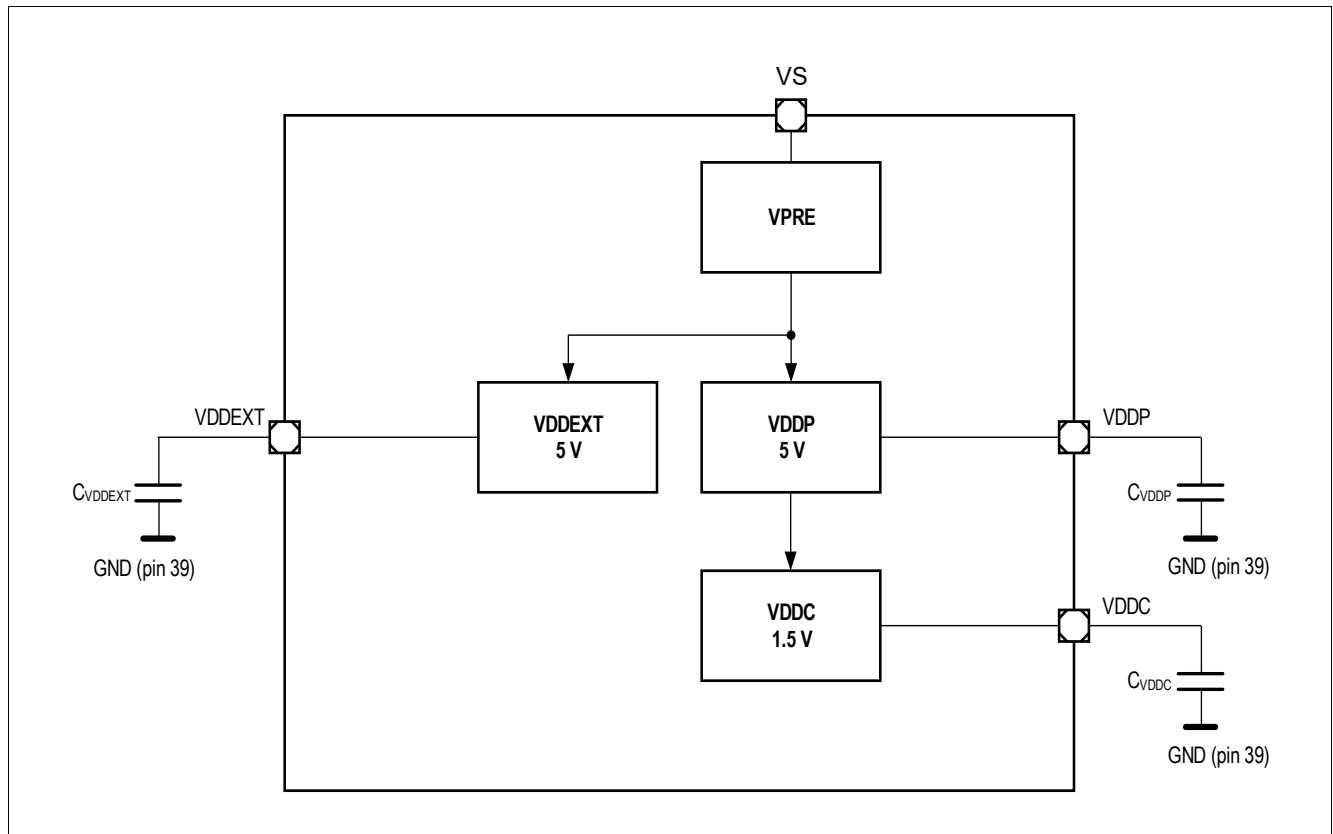 VS
VPRE
VDDEXT
VDDEXT
5 V
VDDP
5 V
VDDP
CVDDEXT
CVDDP
GND (pin 39)
GND (pin 39)
VDDC
1.5 V
VDDC
CVDDC
GND (pin 39)